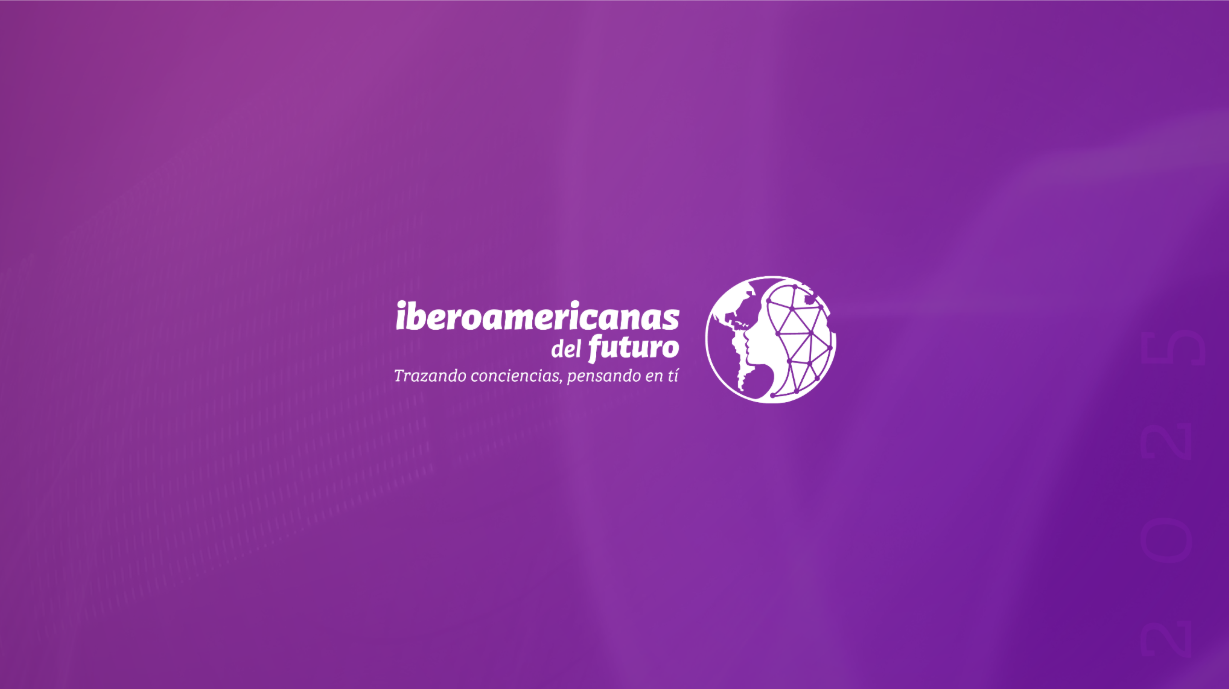 iberoamericanas
del futuro
Trazando conciencias, pensando en tí
2025